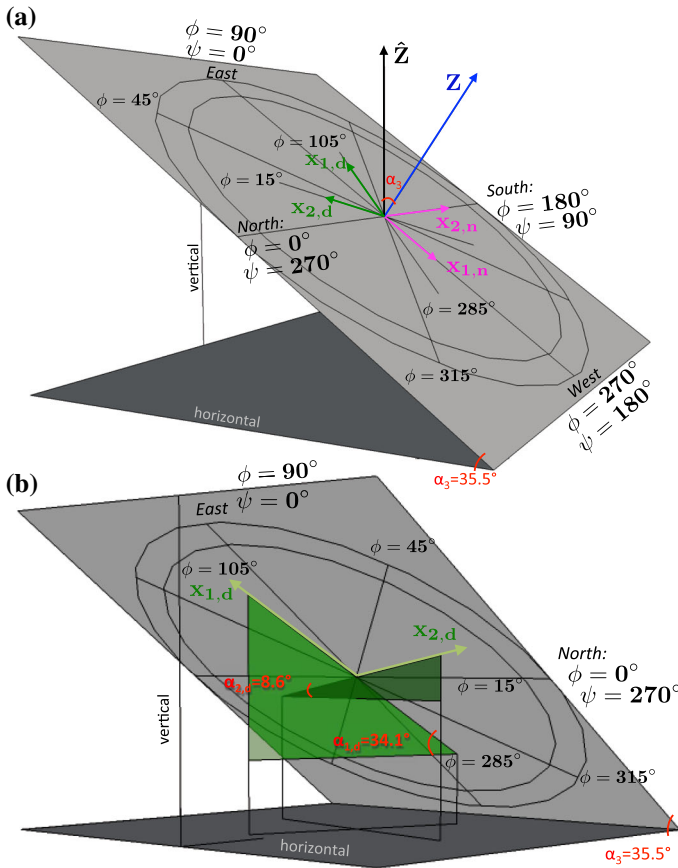 (a)
ϕ = 90°
ψ = 0°
East
Ẑ
Z
ϕ = 45°
ϕ = 105°
x₁,d
α₃
ϕ = 15°
x₂,d
South:
ϕ = 180°
ψ = 90°
x₂,n
North:
ϕ = 0°
ψ = 270°
x₁,n
vertical
ϕ = 285°
ϕ = 315°
West
ϕ = 270°
ψ = 180°
horizontal
α₃=35.5°
(b)
ϕ = 90°
ψ = 0°
East
ϕ = 45°
ϕ = 105°
x₁,d
x₂,d
North:
ϕ = 0°
ψ = 270°
ϕ = 15°
α₂,d=8.6°
vertical
α₁,d=34.1°
ϕ = 285°
ϕ = 315°
horizontal
α₃=35.5°